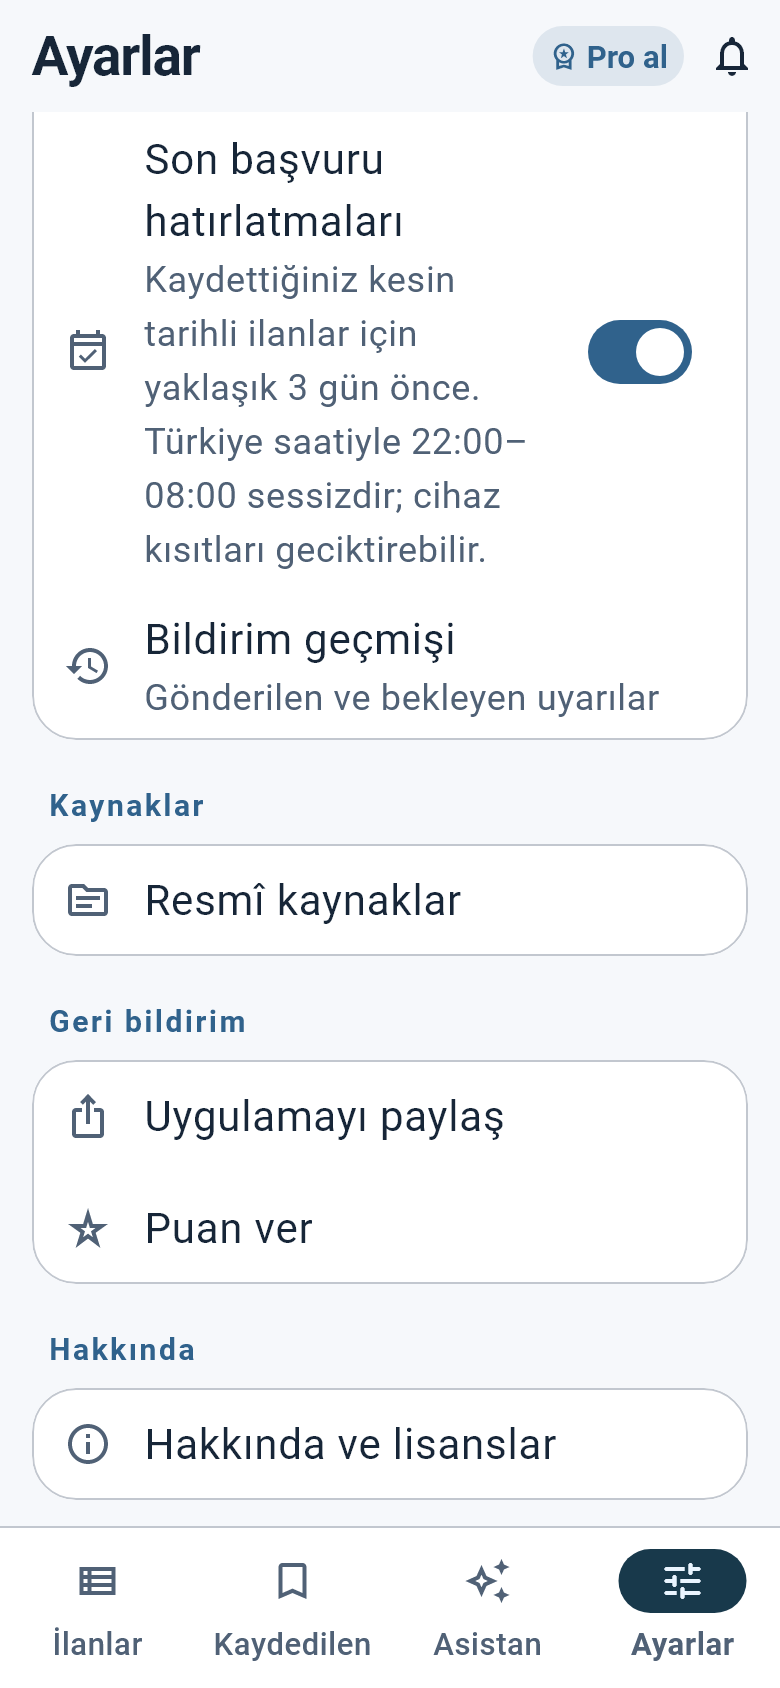 Ayarlar
Pro al
Son başvuru
hatırlatmaları
Kaydettiğiniz kesin
tarihli ilanlar için
yaklaşık 3 gün önce.
Türkiye saatiyle 22:00–
08:00 sessizdir; cihaz
kısıtları geciktirebilir.
Bildirim geçmişi
Gönderilen ve bekleyen uyarılar
Kaynaklar
Resmî kaynaklar
Geri bildirim
Uygulamayı paylaş
Puan ver
Hakkında
Hakkında ve lisanslar
İlanlar
Kaydedilen
Asistan
Ayarlar